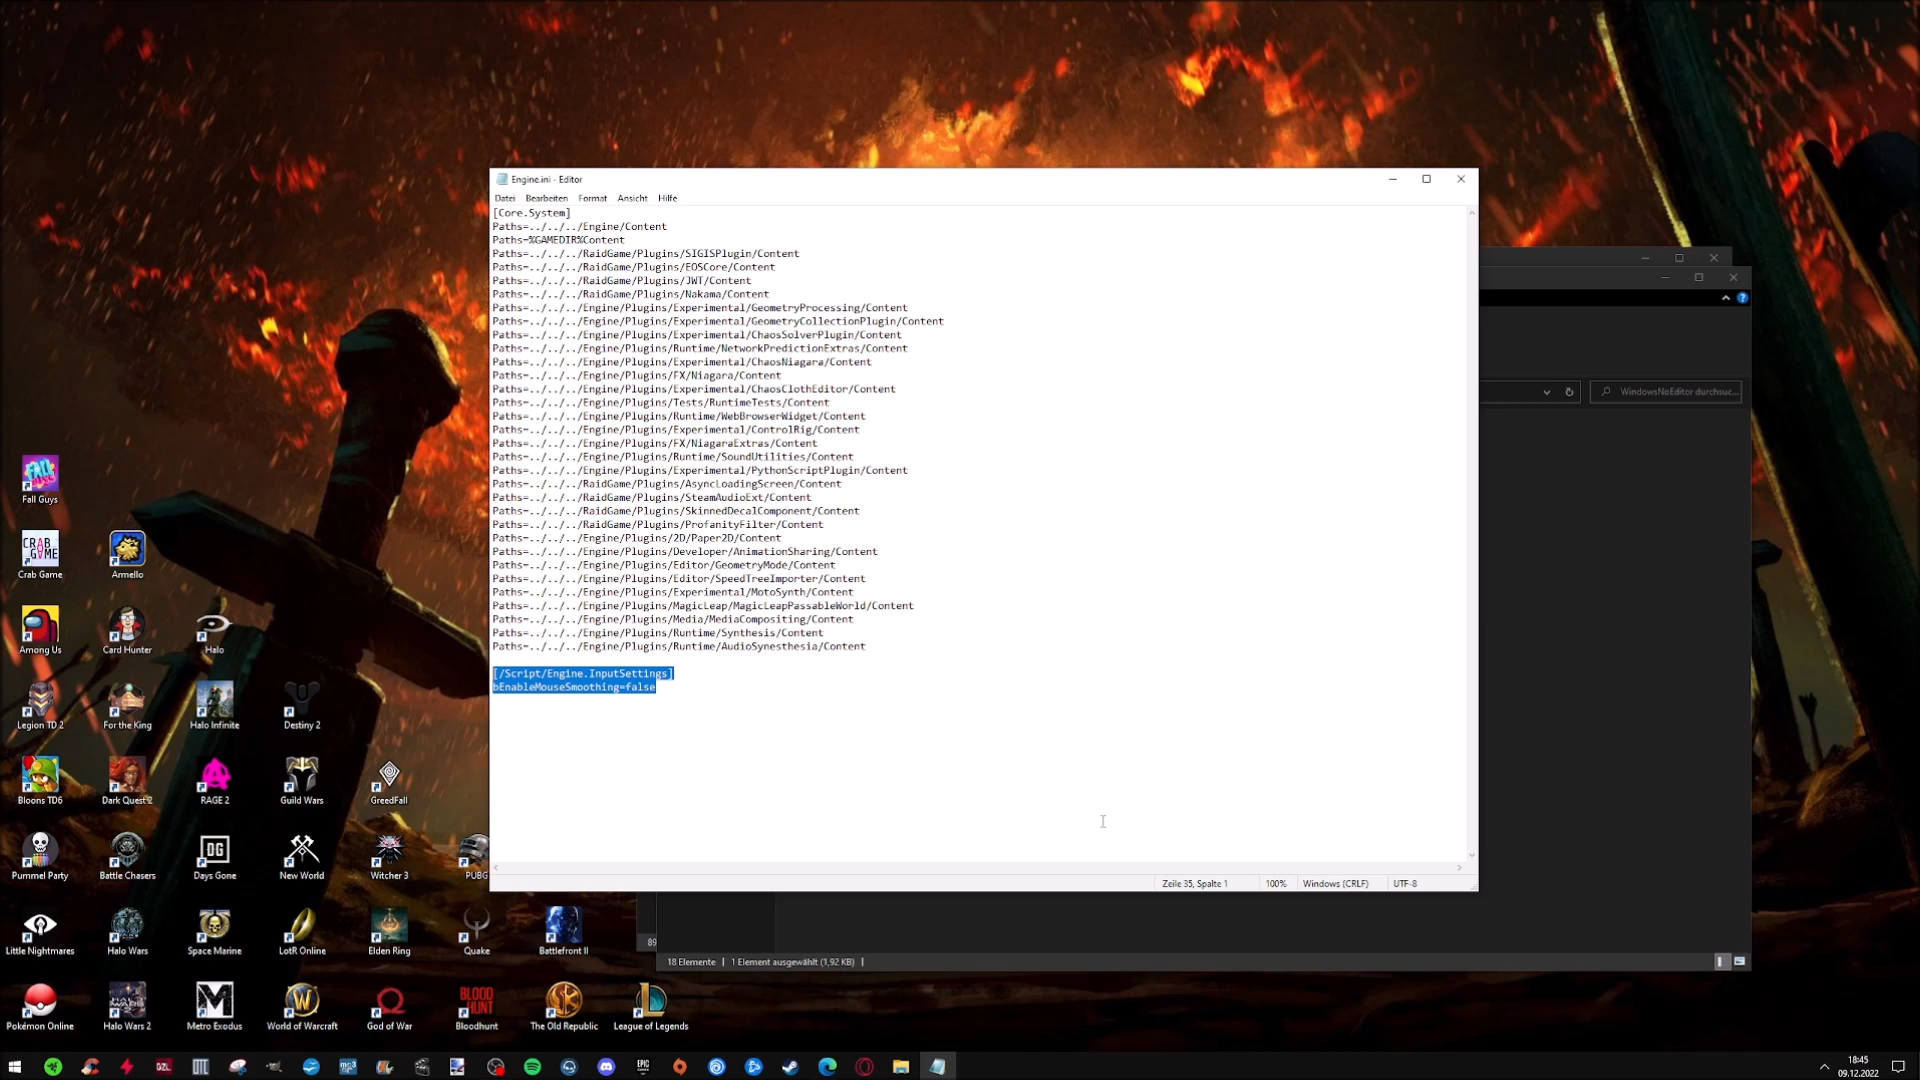 Engine.ini - Editor
Datei Bearbeiten Format Ansicht Hilfe
[Core.System]
Paths=../../../Engine/Content
Paths=%GAMEDIR%Content
Paths=../../../RaidGame/Plugins/SIGISPlugin/Content
Paths=../../../RaidGame/Plugins/EOSCore/Content
Paths=../../../RaidGame/Plugins/JWT/Content
Paths=../../../RaidGame/Plugins/Nakama/Content
Paths=../../../Engine/Plugins/Experimental/GeometryProcessing/Content
Paths=../../../Engine/Plugins/Experimental/GeometryCollectionPlugin/Content
Paths=../../../Engine/Plugins/Experimental/ChaosSolverPlugin/Content
Paths=../../../Engine/Plugins/Runtime/NetworkPredictionExtras/Content
Paths=../../../Engine/Plugins/Experimental/ChaosNiagara/Content
Paths=../../../Engine/Plugins/FX/Niagara/Content
Paths=../../../Engine/Plugins/Experimental/ChaosClothEditor/Content
Paths=../../../Engine/Plugins/Tests/RuntimeTests/Content
Paths=../../../Engine/Plugins/Runtime/WebBrowserWidget/Content
Paths=../../../Engine/Plugins/Experimental/ControlRig/Content
Paths=../../../Engine/Plugins/FX/NiagaraExtras/Content
Paths=../../../Engine/Plugins/Runtime/SoundUtilities/Content
Paths=../../../Engine/Plugins/Experimental/PythonScriptPlugin/Content
Paths=../../../RaidGame/Plugins/AsyncLoadingScreen/Content
Paths=../../../RaidGame/Plugins/SteamAudioExt/Content
Paths=../../../RaidGame/Plugins/SkinnedDecalComponent/Content
Paths=../../../RaidGame/Plugins/ProfanityFilter/Content
Paths=../../../Engine/Plugins/2D/Paper2D/Content
Paths=../../../Engine/Plugins/Developer/AnimationSharing/Content
Paths=../../../Engine/Plugins/Editor/GeometryMode/Content
Paths=../../../Engine/Plugins/Editor/SpeedTreeImporter/Content
Paths=../../../Engine/Plugins/Experimental/MotoSynth/Content
Paths=../../../Engine/Plugins/MagicLeap/MagicLeapPassableWorld/Content
Paths=../../../Engine/Plugins/Media/MediaCompositing/Content
Paths=../../../Engine/Plugins/Runtime/Synthesis/Content
Paths=../../../Engine/Plugins/Runtime/AudioSynesthesia/Content
[/Script/Engine.InputSettings]
bEnableMouseSmoothing=false
Zeile 35, Spalte 1 100% Windows (CRLF) UTF-8
WindowsNoEditor durchsuc...
89
18 Elemente 1 Element ausgewählt (1,92 KB)
Fall Guys
CRAB GAME
Crab Game Armello
Among Us Card Hunter Halo
Legion TD 2 For the King Halo Infinite Destiny 2
Bloons TD6 Dark Quest 2 RAGE 2 Guild Wars GreedFall
DG
Pummel Party Battle Chasers Days Gone New World Witcher 3 PUBG
Little Nightmares Halo Wars Space Marine LotR Online Elden Ring Quake Battlefront II
BLOOD HUNT
Pokémon Online Halo Wars 2 Metro Exodus World of Warcraft God of War Bloodhunt The Old Republic League of Legends
DZL
mp3
EPIC
18:45
09.12.2022